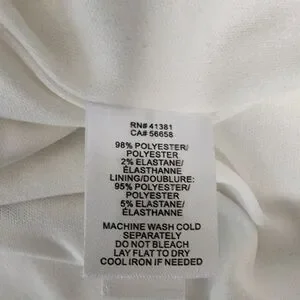 RN# 41381
CA# 56658
98% POLYESTER/
POLYESTER
2% ELASTANE/
ÉLASTHANNE
LINING/DOUBLURE:
95% POLYESTER/
POLYESTER
5% ELASTANE/
ÉLASTHANNE
MACHINE WASH COLD
SEPARATELY
DO NOT BLEACH
LAY FLAT TO DRY
COOL IRON IF NEEDED